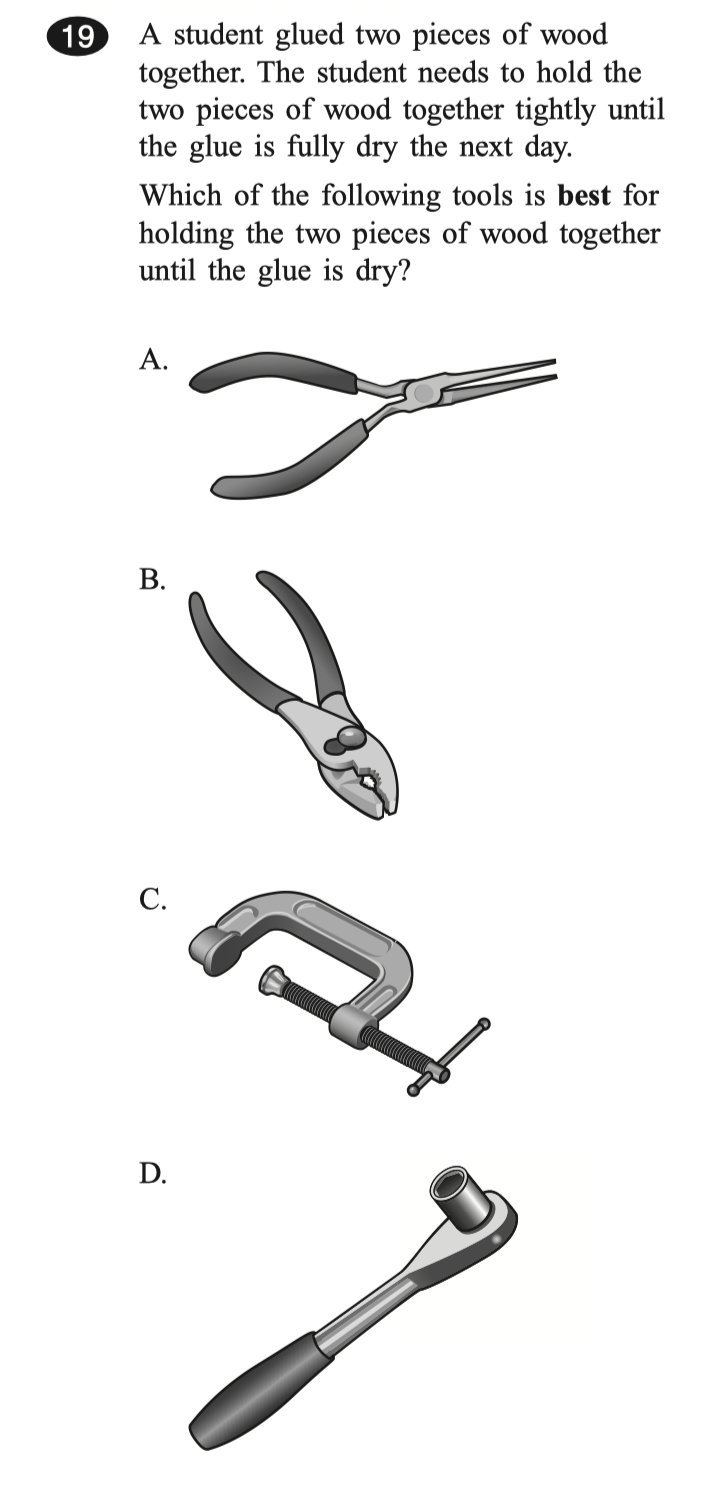 19 A student glued two pieces of wood
together. The student needs to hold the
two pieces of wood together tightly until
the glue is fully dry the next day.
Which of the following tools is best for
holding the two pieces of wood together
until the glue is dry?
A.
B.
C.
D.